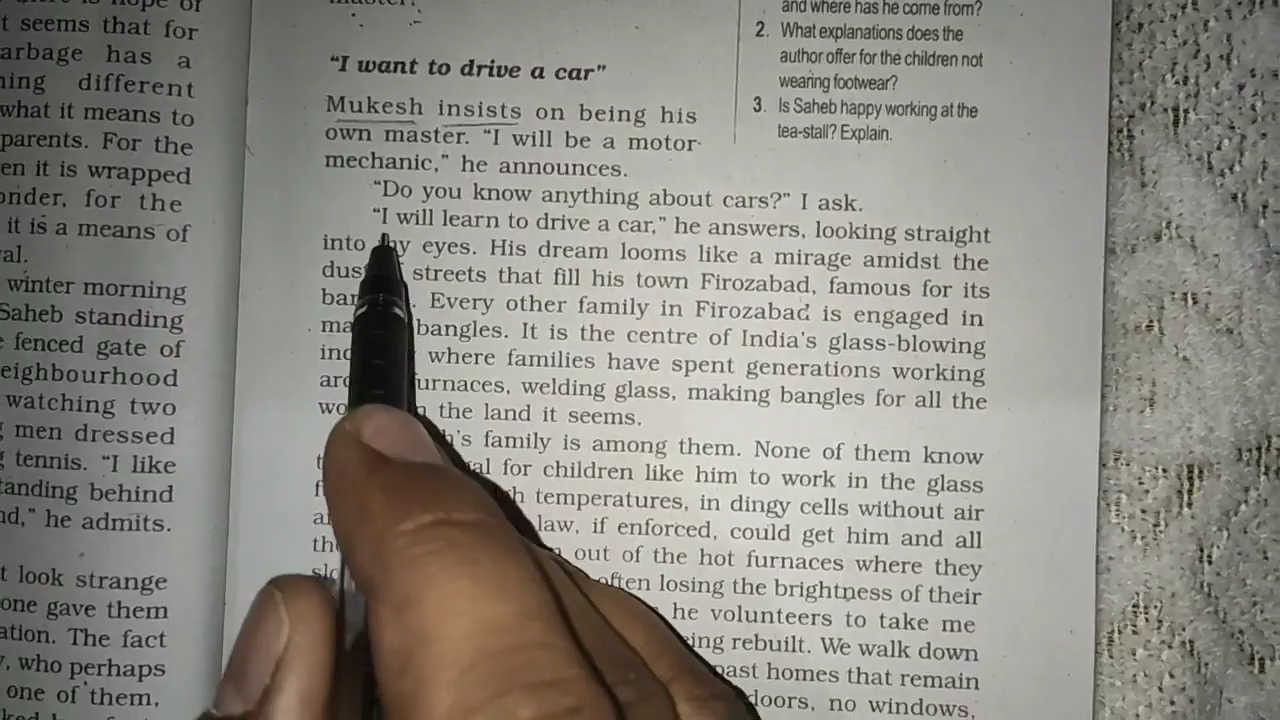 t seems that for
arbage has a
ning different
what it means to
parents. For the
en it is wrapped
onder, for the
it is a means of
al.
winter morning
Saheb standing
fenced gate of
eighbourhood
watching two
men dressed
tennis. "I like
tanding behind
nd," he admits.
t look strange
one gave them
ation. The fact
, who perhaps
one of them,
"I want to drive a car"
Mukesh insists on being his
own master. "I will be a motor
mechanic," he announces.
"Do you know anything about cars?" I ask.
"I will learn to drive a car," he answers, looking straight
into my eyes. His dream looms like a mirage amidst the
dus streets that fill his town Firozabad, famous for its
ban . Every other family in Firozabad is engaged in
ma bangles. It is the centre of India's glass-blowing
ind where families have spent generations working
aro urnaces, welding glass, making bangles for all the
wo the land it seems.
h's family is among them. None of them know
t al for children like him to work in the glass
f h temperatures, in dingy cells without air
a law, if enforced, could get him and all
th out of the hot furnaces where they
slo often losing the brightness of their
he volunteers to take me
ing rebuilt. We walk down
past homes that remain
doors, no windows,
and where has he come from?
2. What explanations does the
author offer for the children not
wearing footwear?
3. Is Saheb happy working at the
tea-stall? Explain.